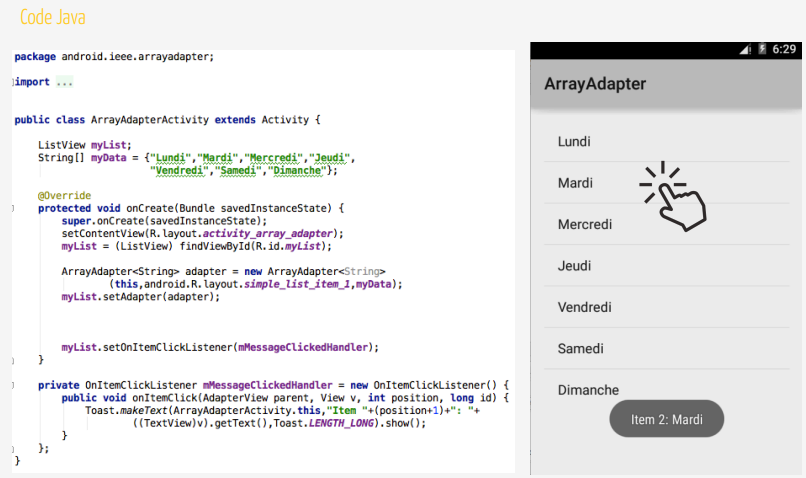 Code Java
package android.ieee.arrayadapter;
import ...
public class ArrayAdapterActivity extends Activity {
ListView myList;
String[] myData = {"Lundi","Mardi","Mercredi","Jeudi",
"Vendredi","Samedi","Dimanche"};
@Override
protected void onCreate(Bundle savedInstanceState) {
super.onCreate(savedInstanceState);
setContentView(R.layout.activity_array_adapter);
myList = (ListView) findViewById(R.id.myList);
ArrayAdapter<String> adapter = new ArrayAdapter<String>
(this,android.R.layout.simple_list_item_1,myData);
myList.setAdapter(adapter);
myList.setOnItemClickListener(mMessageClickedHandler);
}
private OnItemClickListener mMessageClickedHandler = new OnItemClickListener() {
public void onItemClick(AdapterView parent, View v, int position, long id) {
Toast.makeText(ArrayAdapterActivity.this,"Item "+(position+1)+": "+
((TextView)v).getText(),Toast.LENGTH_LONG).show();
}
};
}
6:29
ArrayAdapter
Lundi
Mardi
Mercredi
Jeudi
Vendredi
Samedi
Dimanche
Item 2: Mardi